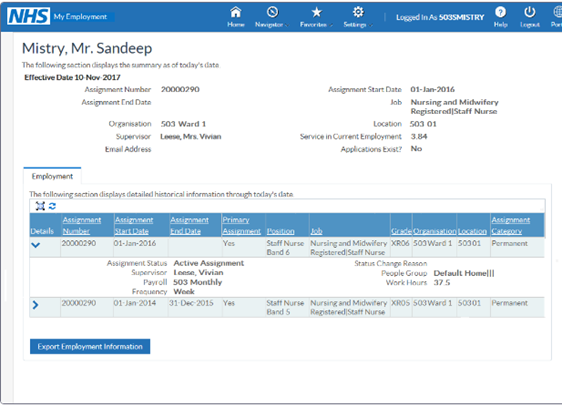 NHS My Employment
Home Navigator Favorites Settings Logged In As 503SMISTRY Help Logout
Mistry, Mr. Sandeep
The following section displays the summary as of today's date.
Effective Date 10-Nov-2017
Assignment Number 20000290 Assignment Start Date 01-Jan-2016
Assignment End Date Job Nursing and Midwifery
Registered|Staff Nurse
Organisation 503 Ward 1 Location 503 01
Supervisor Leese, Mrs. Vivian Service in Current Employment 3.84
Email Address Applications Exist? No
Employment
The following section displays detailed historical information through today's date.
Assignment Assignment Assignment Primary Assignment
Details Number Start Date End Date Assignment Position Job Grade Organisation Location Category
20000290 01-Jan-2016 Yes Staff Nurse Nursing and Midwifery XR06 503 Ward 1 503 01 Permanent
Band 6 Registered|Staff Nurse
Assignment Status Active Assignment Status Change Reason
Supervisor Leese, Vivian People Group Default Home|||
Payroll 503 Monthly Work Hours 37.5
Frequency Week
20000290 01-Jan-2014 31-Dec-2015 Yes Staff Nurse Nursing and Midwifery XR05 503 Ward 1 503 01 Permanent
Band 5 Registered|Staff Nurse
Export Employment Information